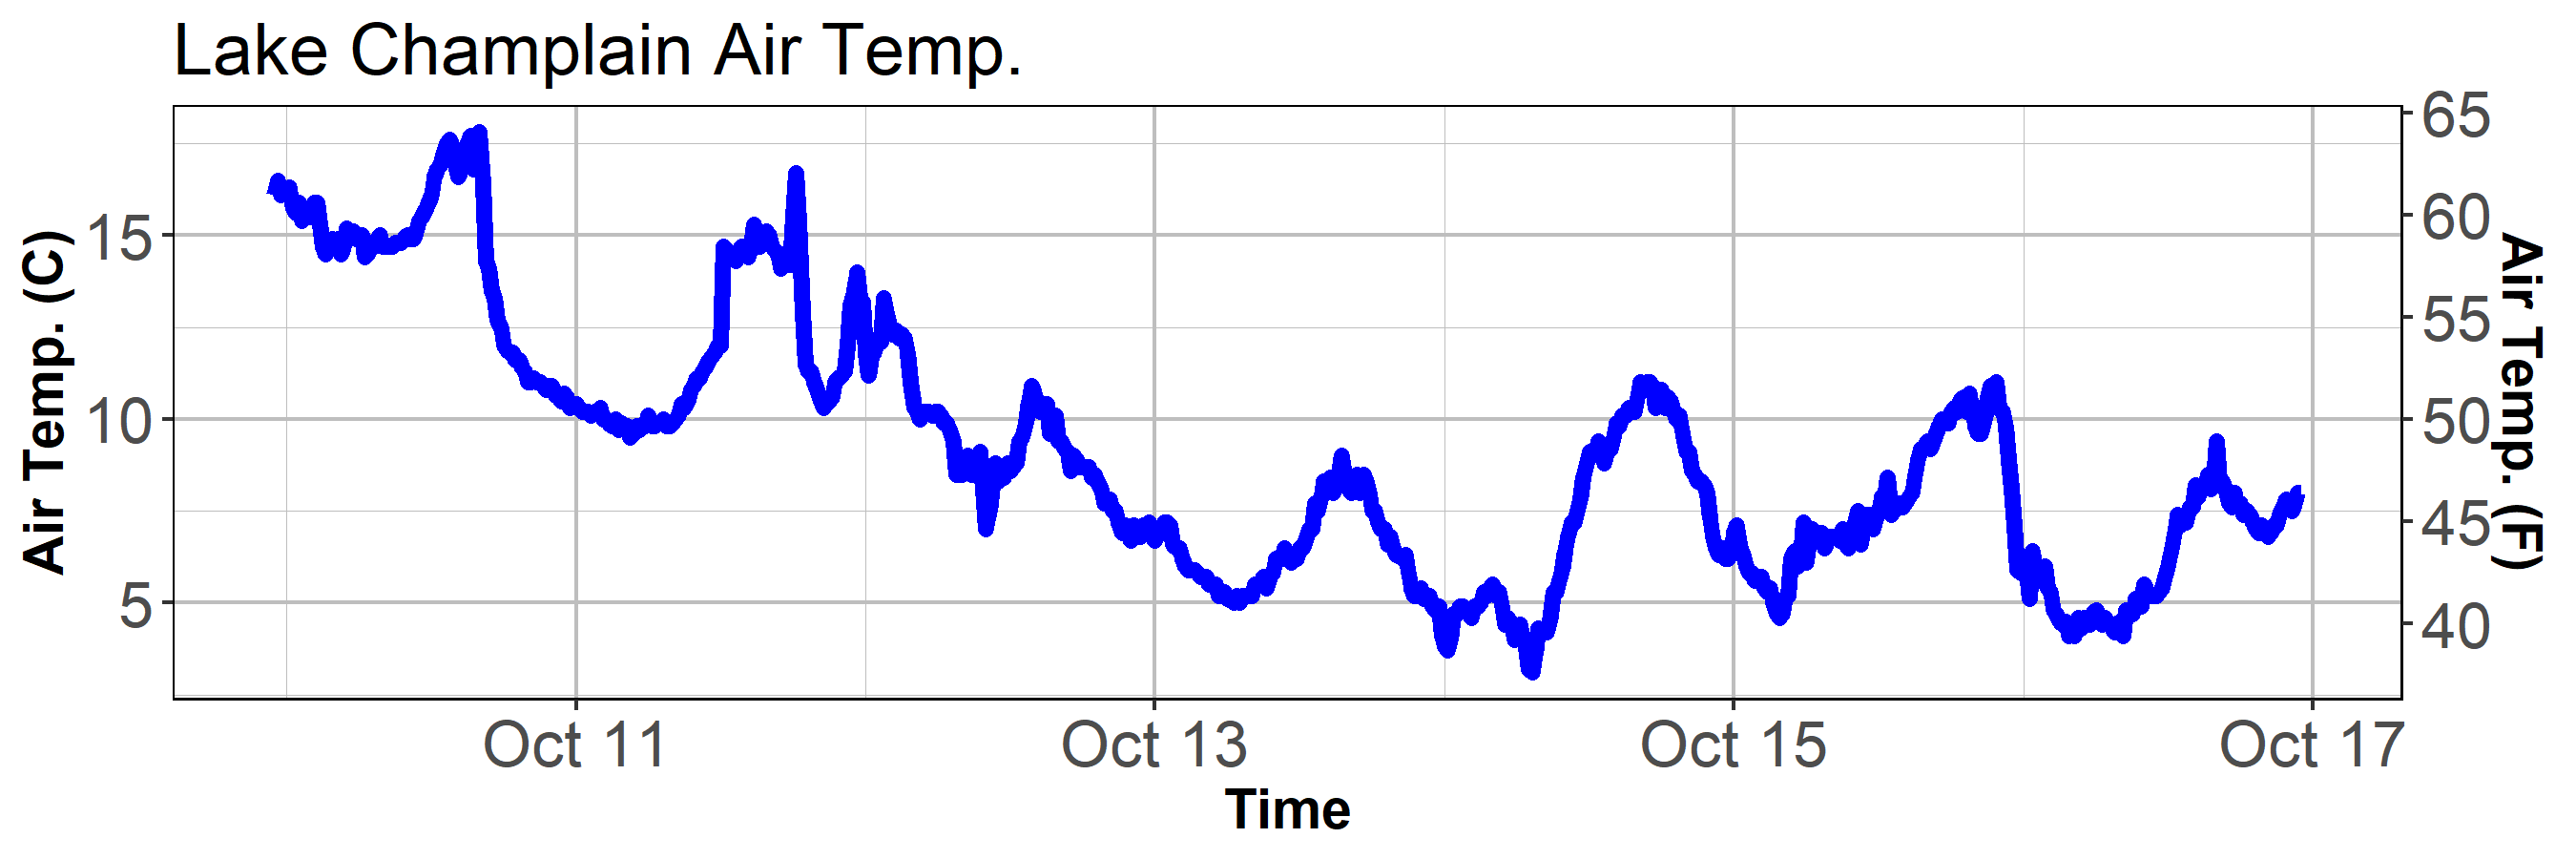 Lake Champlain Air Temp.
65
60
55
50
45
40
15
10
5
Air Temp. (C)
Air Temp. (F)
Oct 11
Oct 13
Oct 15
Oct 17
Time